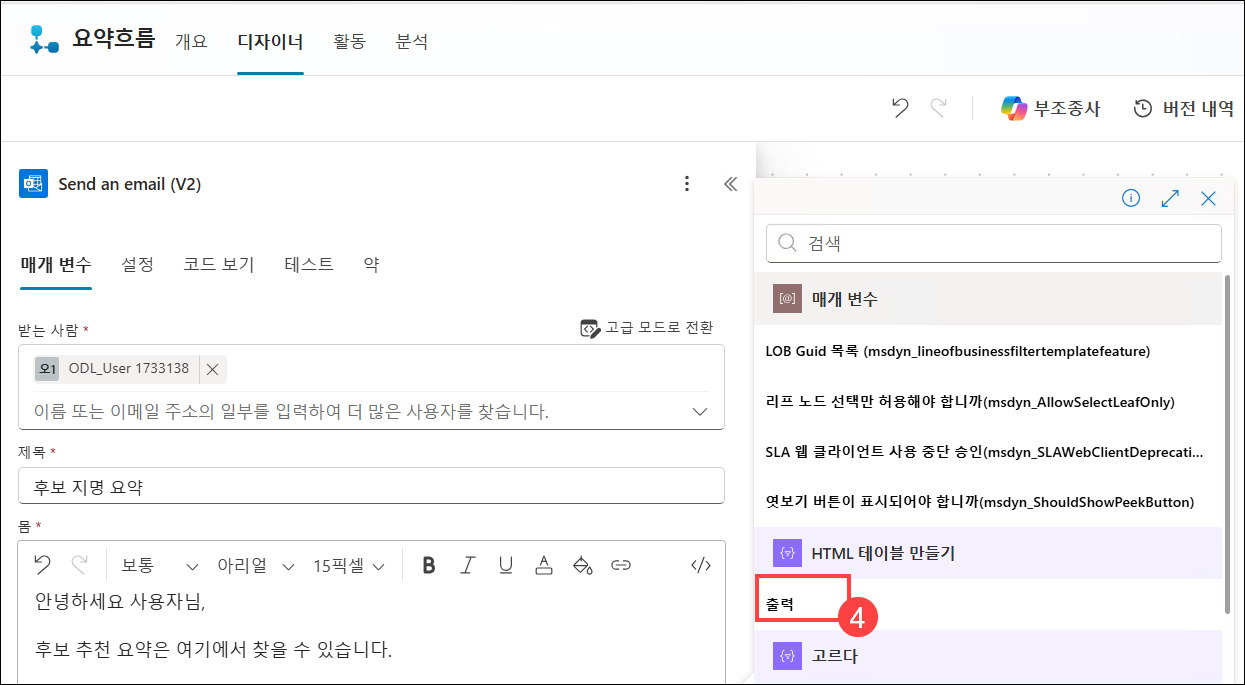 요약흐름 개요 디자이너 활동 분석
부조종사 버전 내역
Send an email (V2)
매개 변수 설정 코드 보기 테스트 약
받는 사람 *
고급 모드로 전환
오1 ODL_User 1733138
이름 또는 이메일 주소의 일부를 입력하여 더 많은 사용자를 찾습니다.
제목 *
후보 지명 요약
몸 *
보통 아리얼 15픽셀 B I U A </>
안녕하세요 사용자님,
후보 추천 요약은 여기에서 찾을 수 있습니다.
검색
[@] 매개 변수
LOB Guid 목록 (msdyn_lineofbusinessfiltertemplatefeature)
리프 노드 선택만 허용해야 합니까(msdyn_AllowSelectLeafOnly)
SLA 웹 클라이언트 사용 중단 승인(msdyn_SLAWebClientDeprecati...
엿보기 버튼이 표시되어야 합니까(msdyn_ShouldShowPeekButton)
HTML 테이블 만들기
출력
4
고르다